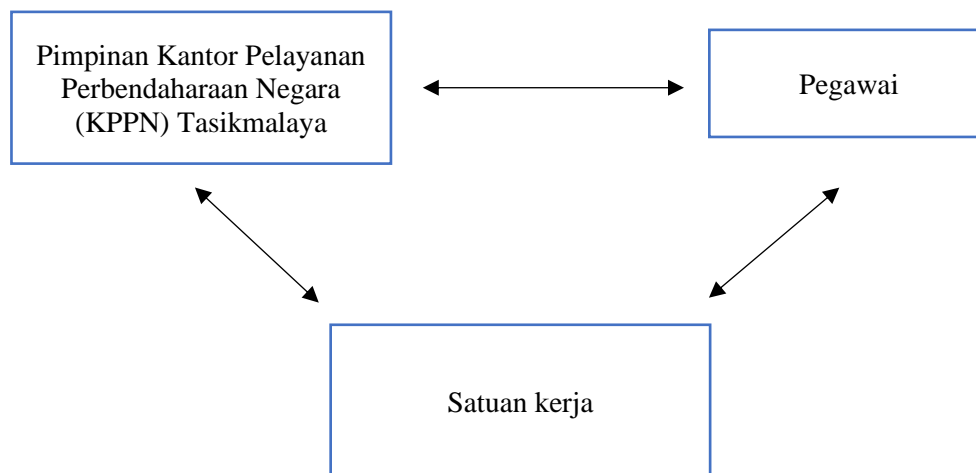 Pimpinan Kantor Pelayanan
Perbendaharaan Negara
(KPPN) Tasikmalaya
Pegawai
Satuan kerja